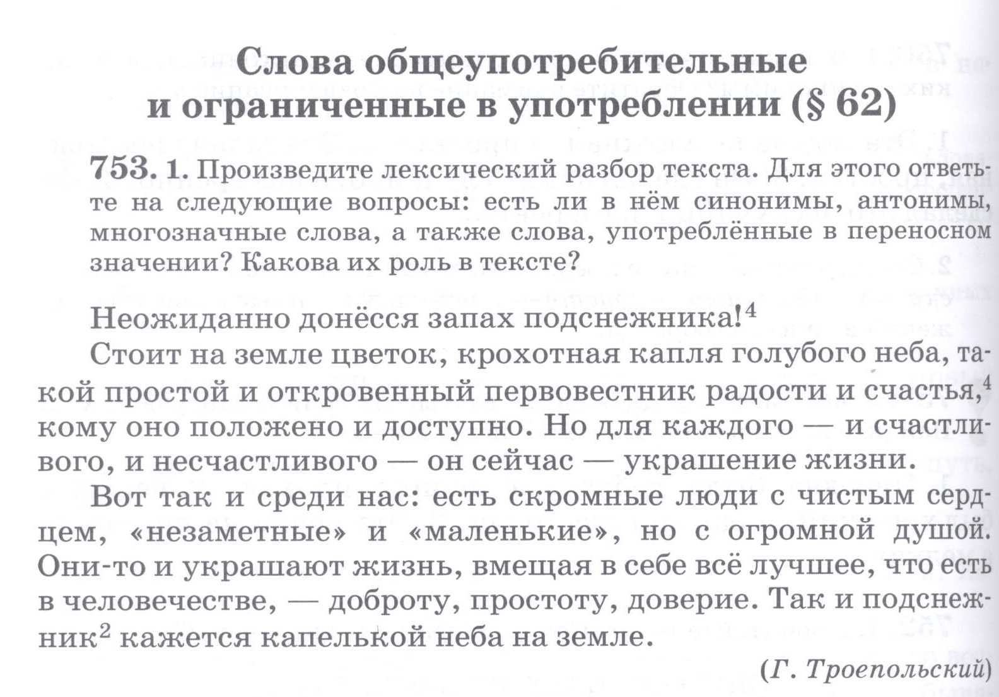 Слова общеупотребительные
и ограниченные в употреблении (§ 62)
753. 1. Произведите лексический разбор текста. Для этого ответь-
те на следующие вопросы: есть ли в нём синонимы, антонимы,
многозначные слова, а также слова, употреблённые в переносном
значении? Какова их роль в тексте?
Неожиданно донёсся запах подснежника!⁴
Стоит на земле цветок, крохотная капля голубого неба, та-
кой простой и откровенный первовестник радости и счастья,⁴
кому оно положено и доступно. Но для каждого — и счастли-
вого, и несчастливого — он сейчас — украшение жизни.
Вот так и среди нас: есть скромные люди с чистым серд-
цем, «незаметные» и «маленькие», но с огромной душой.
Они-то и украшают жизнь, вмещая в себе всё лучшее, что есть
в человечестве, — доброту, простоту, доверие. Так и подснеж-
ник² кажется капелькой неба на земле.
(Г. Троепольский)